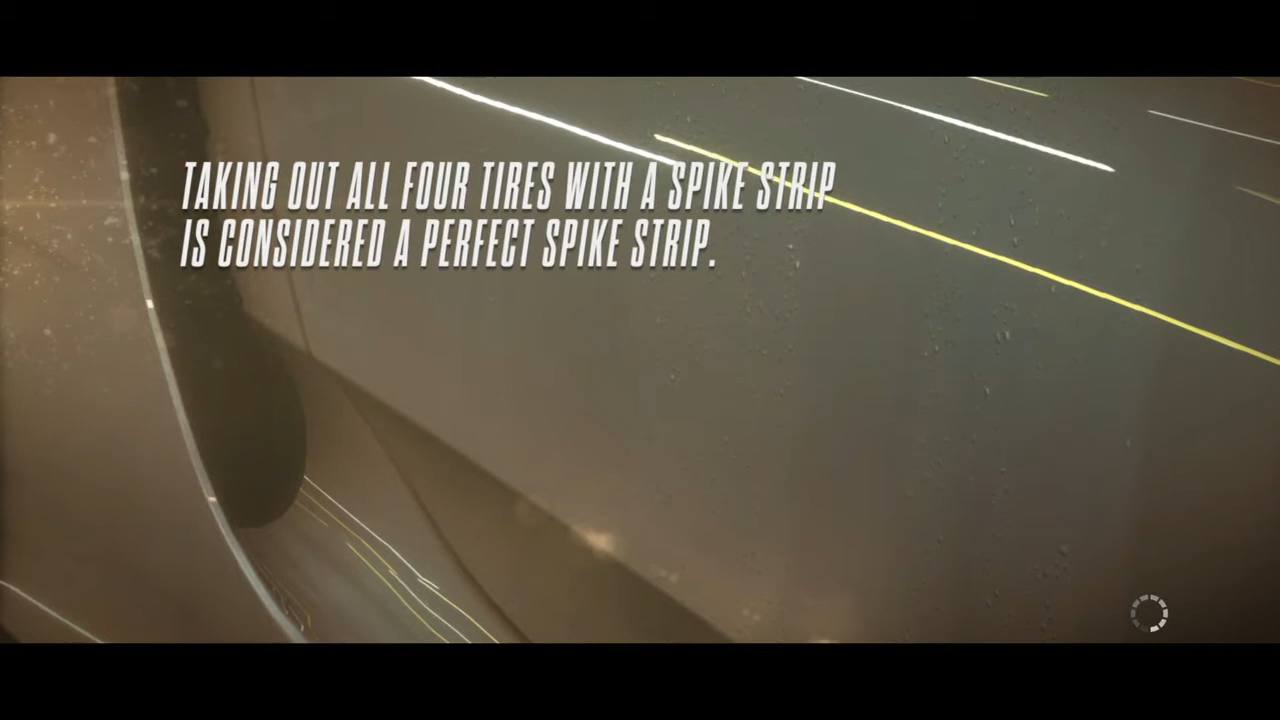 TAKING OUT ALL FOUR TIRES WITH A SPIKE STRIP
IS CONSIDERED A PERFECT SPIKE STRIP.